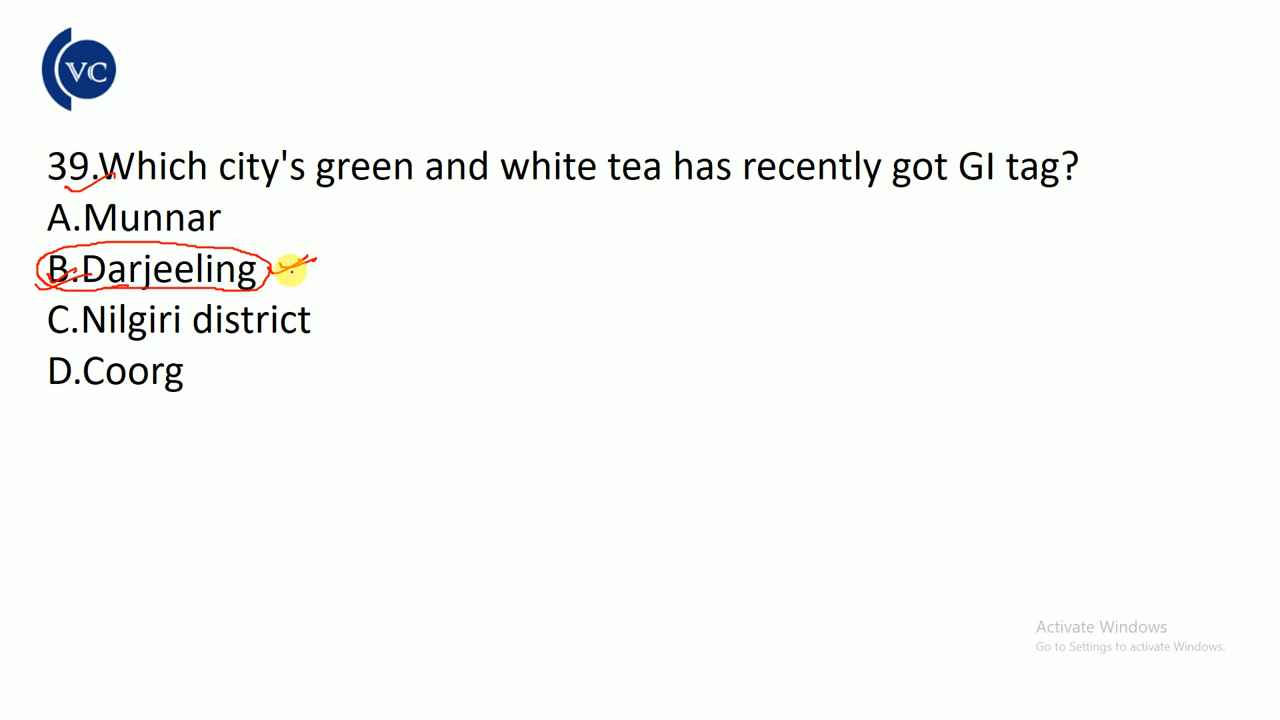 VC
39.Which city's green and white tea has recently got GI tag?
A.Munnar
B.Darjeeling
C.Nilgiri district
D.Coorg
Activate Windows
Go to Settings to activate Windows.